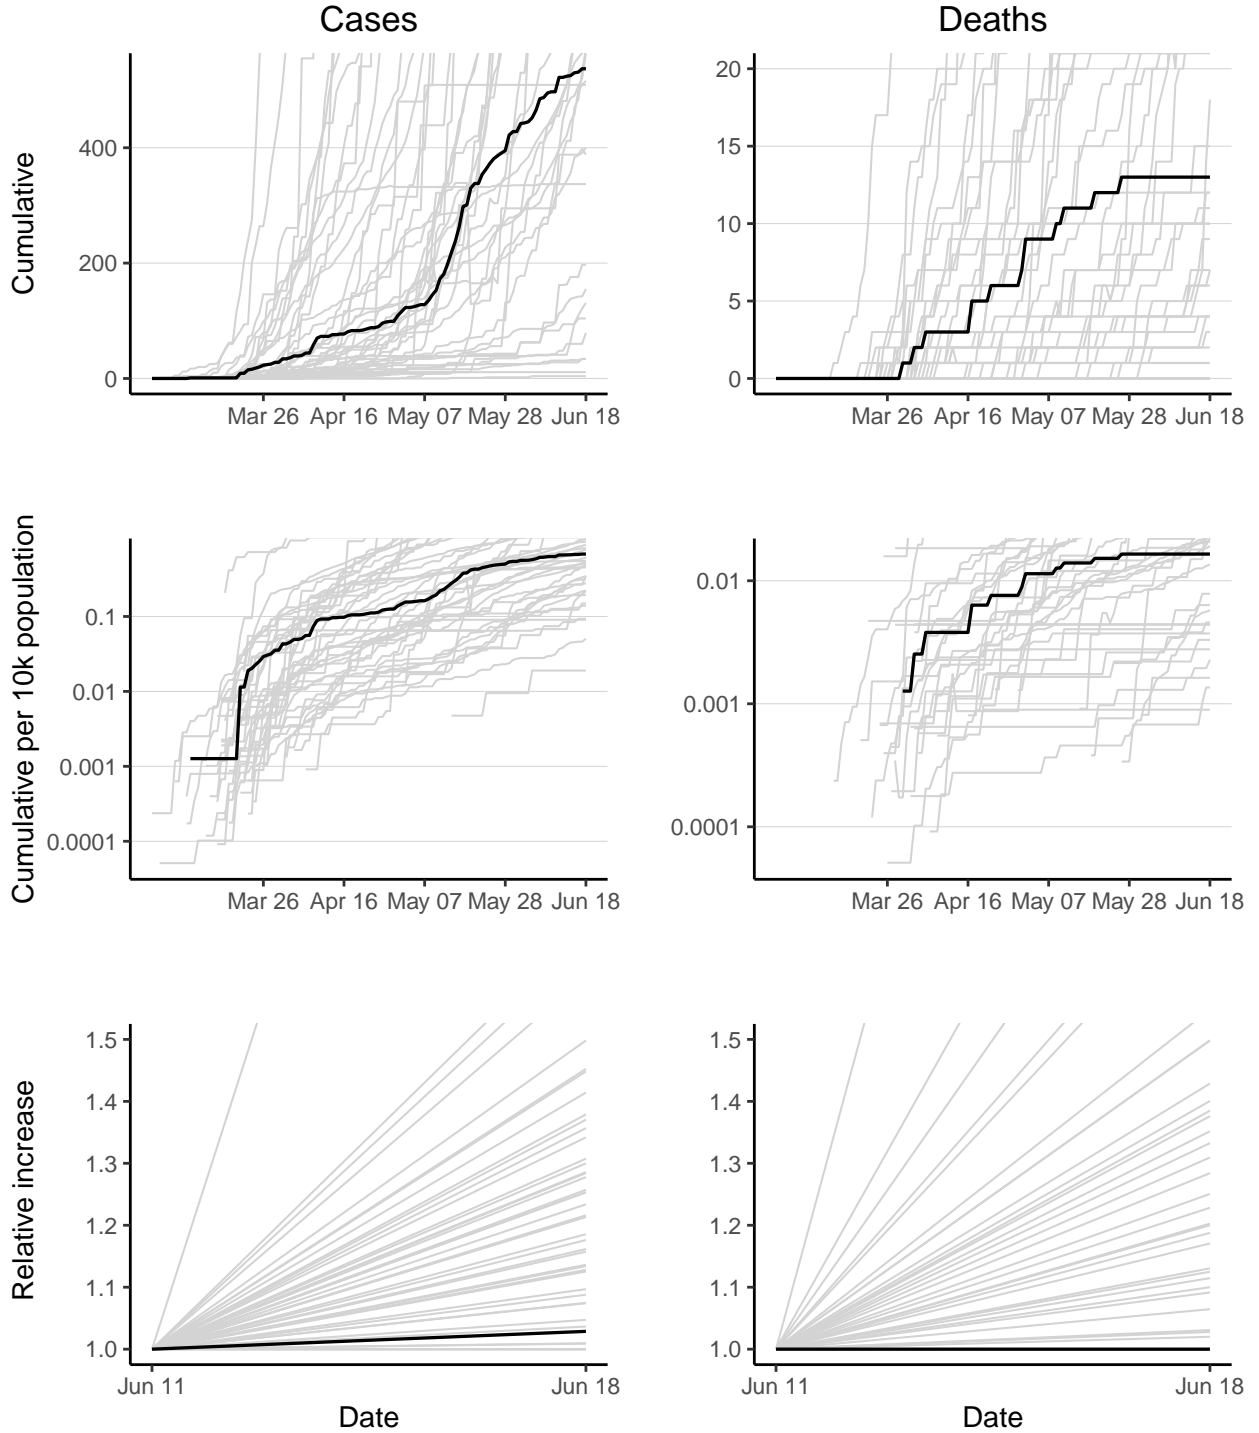 Cases
Deaths
Cumulative
400
200
0
Mar 26 Apr 16 May 07 May 28 Jun 18
20
15
10
5
0
Mar 26 Apr 16 May 07 May 28 Jun 18
Cumulative per 10k population
0.1
0.01
0.001
0.0001
Mar 26 Apr 16 May 07 May 28 Jun 18
0.01
0.001
0.0001
Mar 26 Apr 16 May 07 May 28 Jun 18
Relative increase
1.5
1.4
1.3
1.2
1.1
1.0
Jun 11 Jun 18
Date
1.5
1.4
1.3
1.2
1.1
1.0
Jun 11 Jun 18
Date